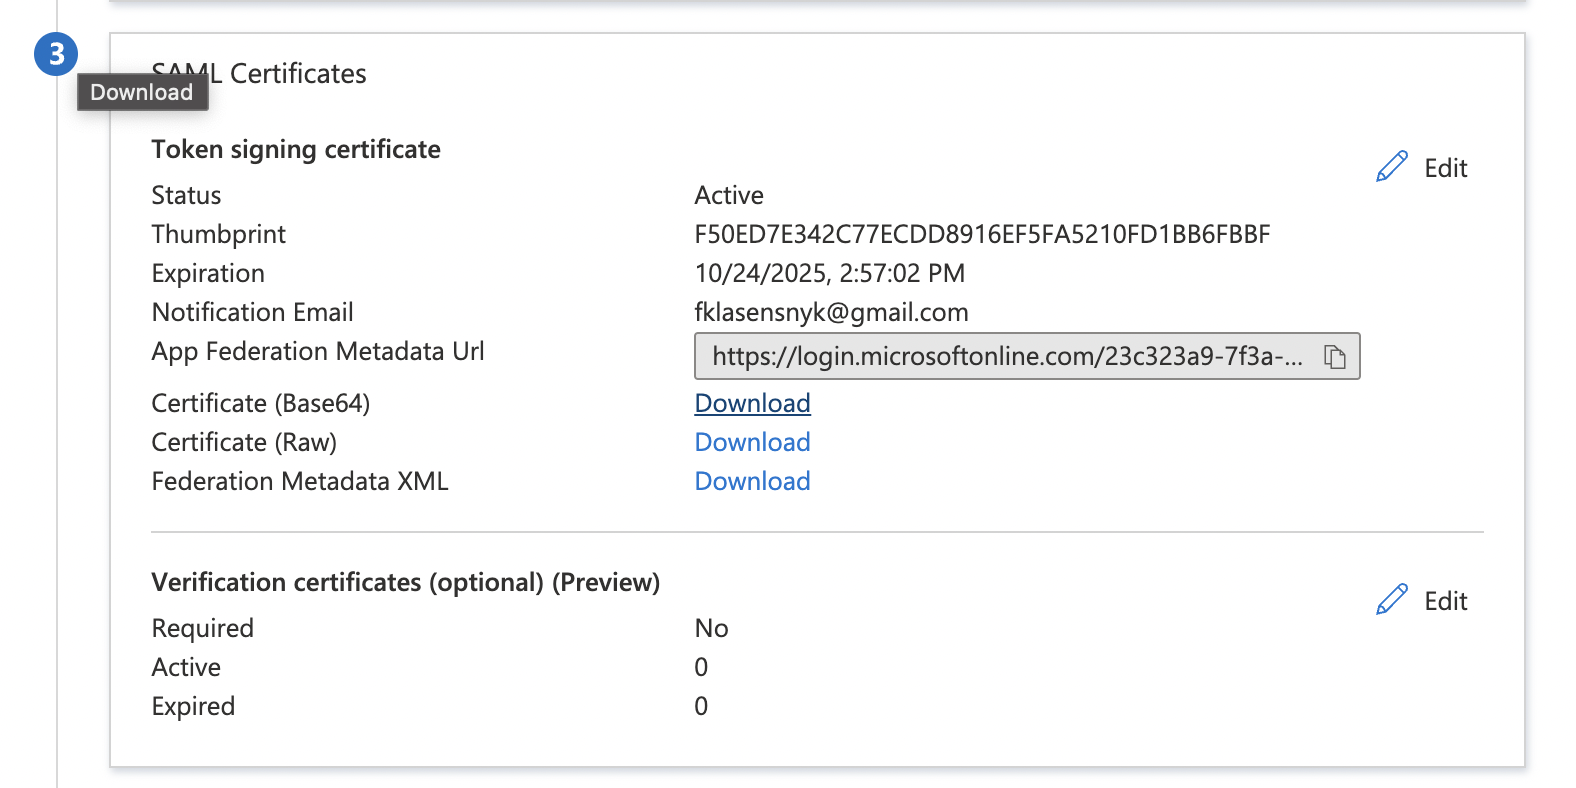 3
SAML Certificates
Download
Token signing certificate
Edit
Status Active
Thumbprint F50ED7E342C77ECDD8916EF5FA5210FD1BB6FBBF
Expiration 10/24/2025, 2:57:02 PM
Notification Email fklasensnyk@gmail.com
App Federation Metadata Url https://login.microsoftonline.com/23c323a9-7f3a-...
Certificate (Base64) Download
Certificate (Raw) Download
Federation Metadata XML Download
Verification certificates (optional) (Preview)
Edit
Required No
Active 0
Expired 0